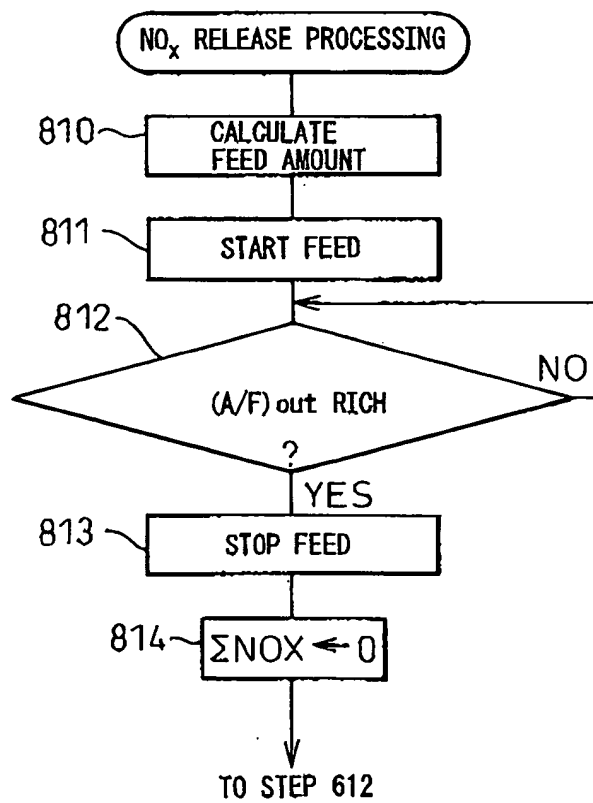 NOx RELEASE PROCESSING
810
CALCULATE
FEED AMOUNT
811
START FEED
812
(A/F) out RICH
?
NO
YES
813
STOP FEED
814
ΣNOX ← 0
TO STEP 612